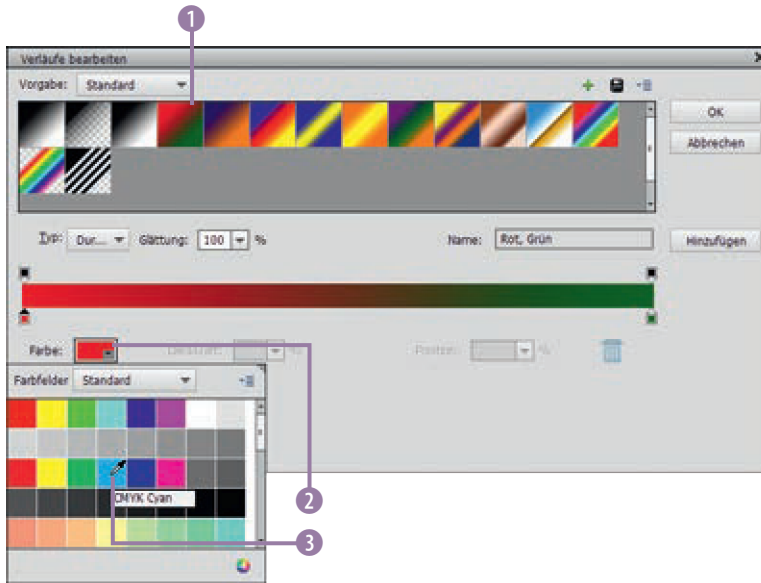 1
Verläufe bearbeiten
Vorgabe: Standard
OK
Abbrechen
Typ: Dur... Glättung: 100 %
Name: Rot, Grün
Hinzufügen
Farbe: Deckkraft: %
Position: %
Farbfelder Standard
CMYK Cyan
2
3